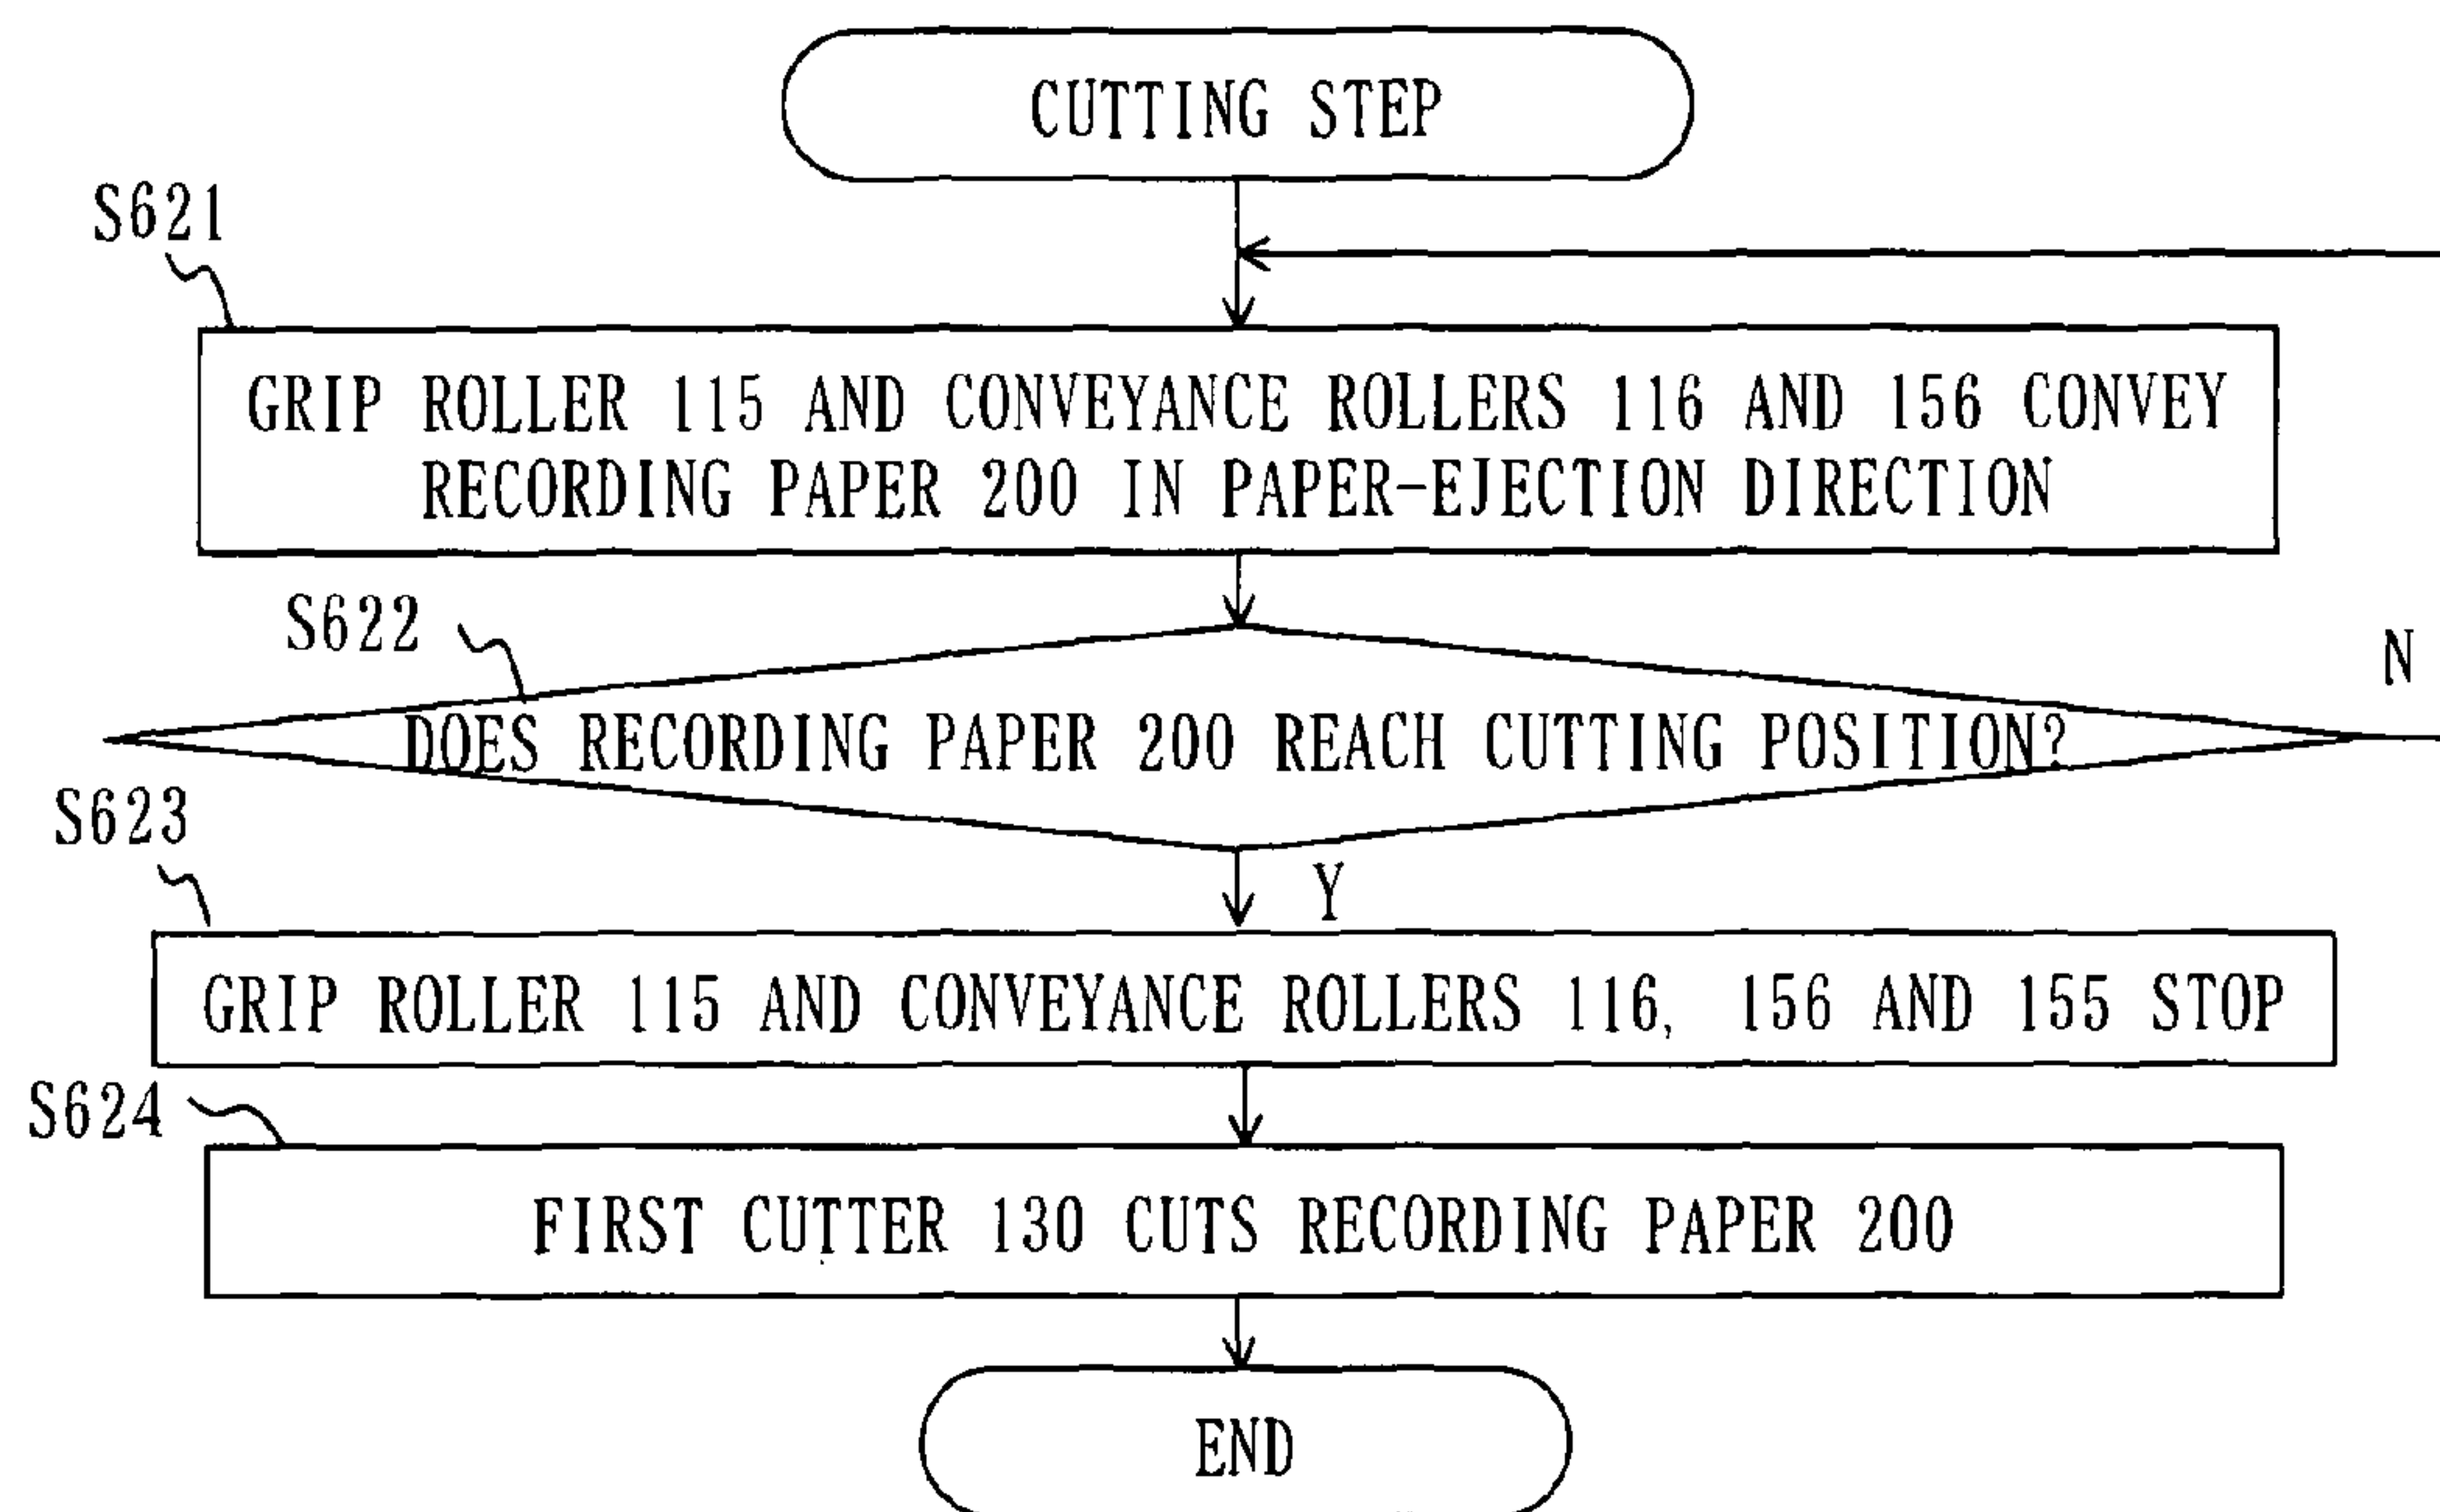 CUTTING STEP
S621
GRIP ROLLER 115 AND CONVEYANCE ROLLERS 116 AND 156 CONVEY
RECORDING PAPER 200 IN PAPER-EJECTION DIRECTION
S622
N
DOES RECORDING PAPER 200 REACH CUTTING POSITION?
S623
Y
GRIP ROLLER 115 AND CONVEYANCE ROLLERS 116, 156 AND 155 STOP
S624
FIRST CUTTER 130 CUTS RECORDING PAPER 200
END